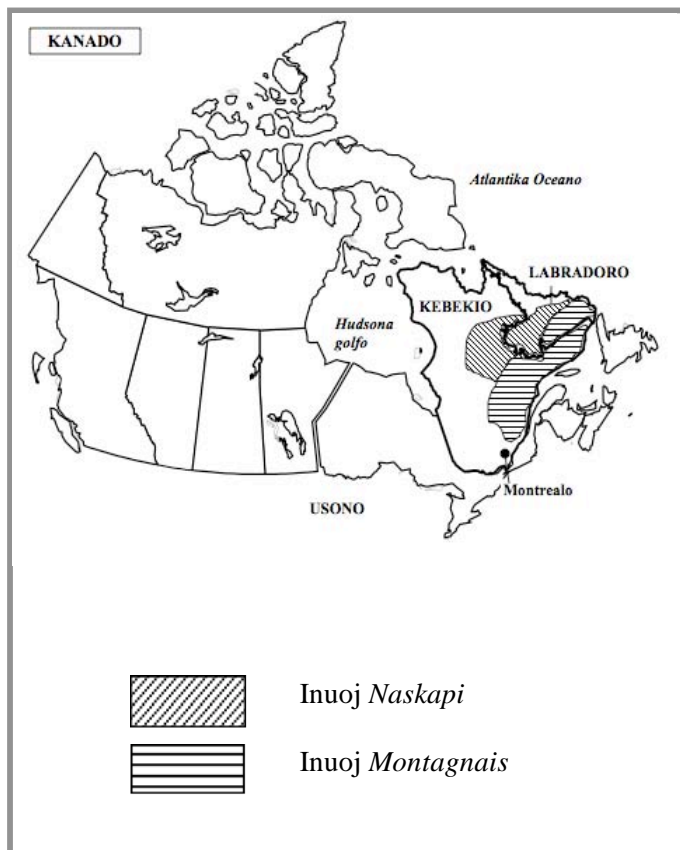 KANADO
Atlantika Oceano
LABRADORO
KEBEKIO
Hudsona
golfo
Montrealo
USONO
Inuoj Naskapi
Inuoj Montagnais